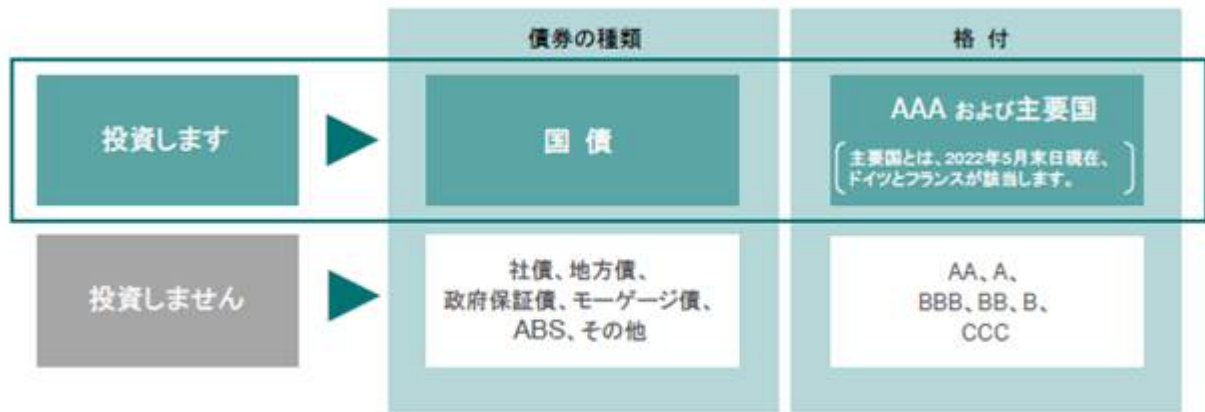 債券の種類
格 付
投資します
国 債
AAA および主要国
主要国とは、2022年5月末日現在、
ドイツとフランスが該当します。
投資しません
社債、地方債、
政府保証債、モーゲージ債、
ABS、その他
AA、A、
BBB、BB、B、
CCC